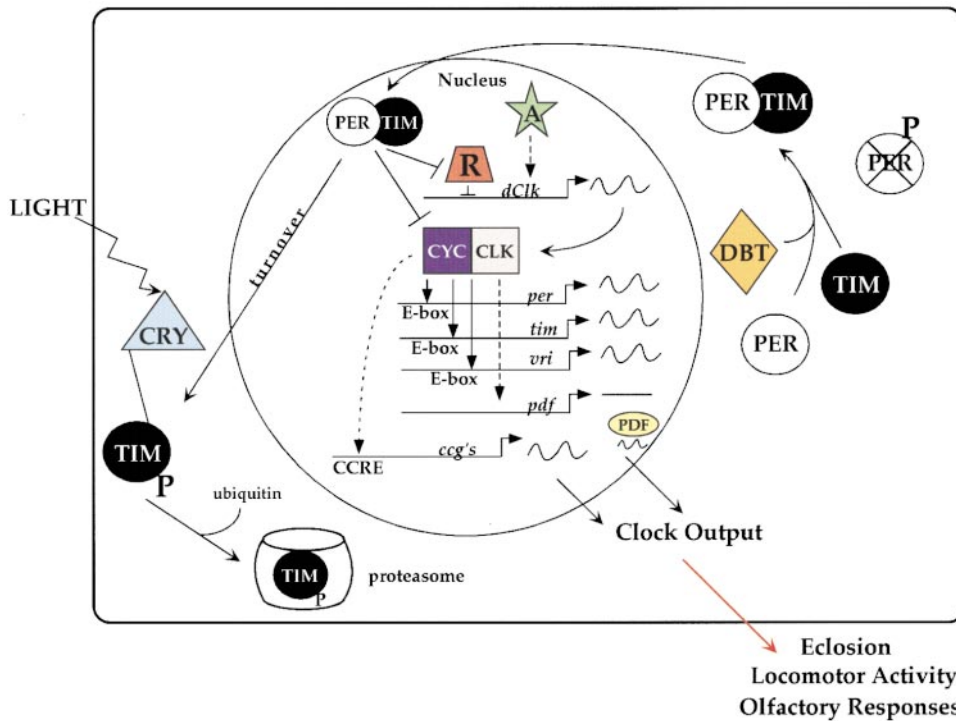 Nucleus
PER TIM
A
R
dClk
LIGHT
turnover
CYC CLK
E-box per
E-box tim
E-box vri
pdf
PDF
CCRE ccg's
CRY
TIM
P
ubiquitin
TIM
P
proteasome
PER TIM
P
PER
DBT
TIM
PER
Clock Output
Eclosion
Locomotor Activity
Olfactory Responses